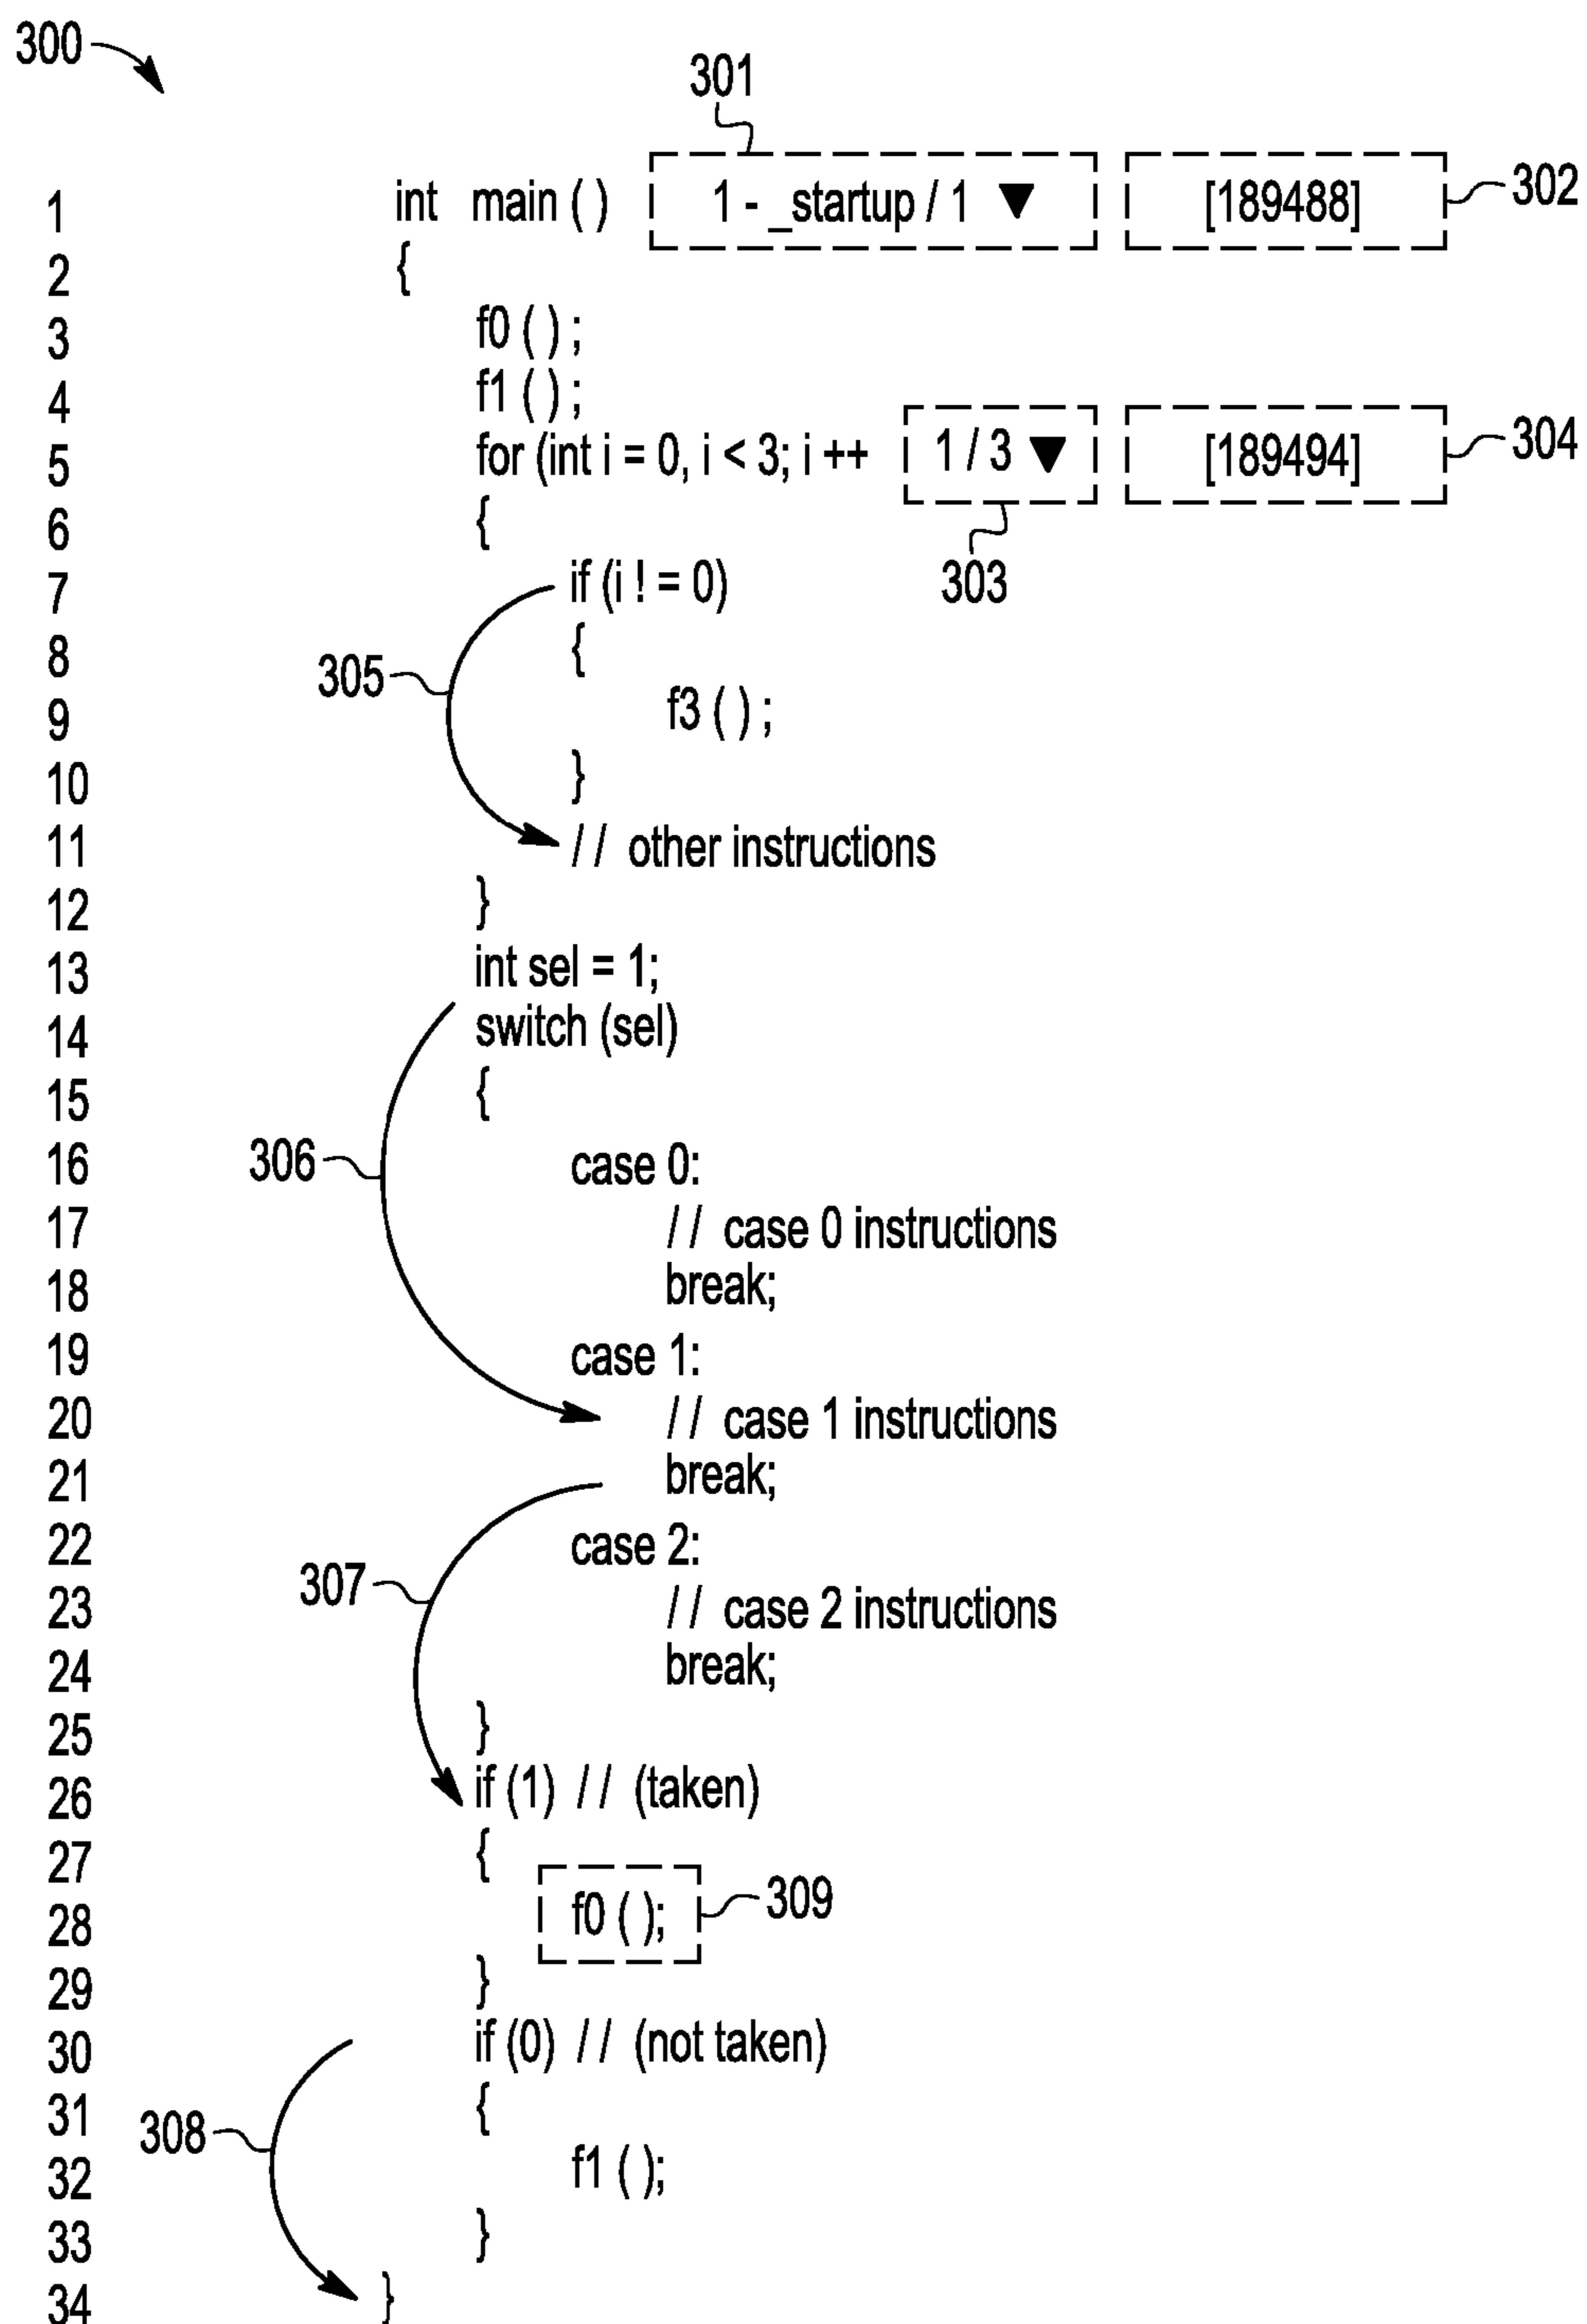 300
301
1 int main ( ) 1 - _startup / 1 ▼ [189488] 302
2 {
3 f0 ( ) ;
4 f1 ( ) ;
5 for (int i = 0, i < 3; i ++ 1 / 3 ▼ [189494] 304
6 {
7 if (i ! = 0) 303
8 {
305
9 f3 ( ) ;
10 }
11 / / other instructions
12 }
13 int sel = 1;
14 switch (sel)
15 {
306
16 case 0:
17 / / case 0 instructions
18 break;
19 case 1:
20 / / case 1 instructions
21 break;
22 case 2:
307
23 / / case 2 instructions
24 break;
25 }
26 if (1) / / (taken)
27 {
28 f0 ( ); 309
29 }
30 if (0) / / (not taken)
31 {
308
32 f1 ( );
33 }
34 }